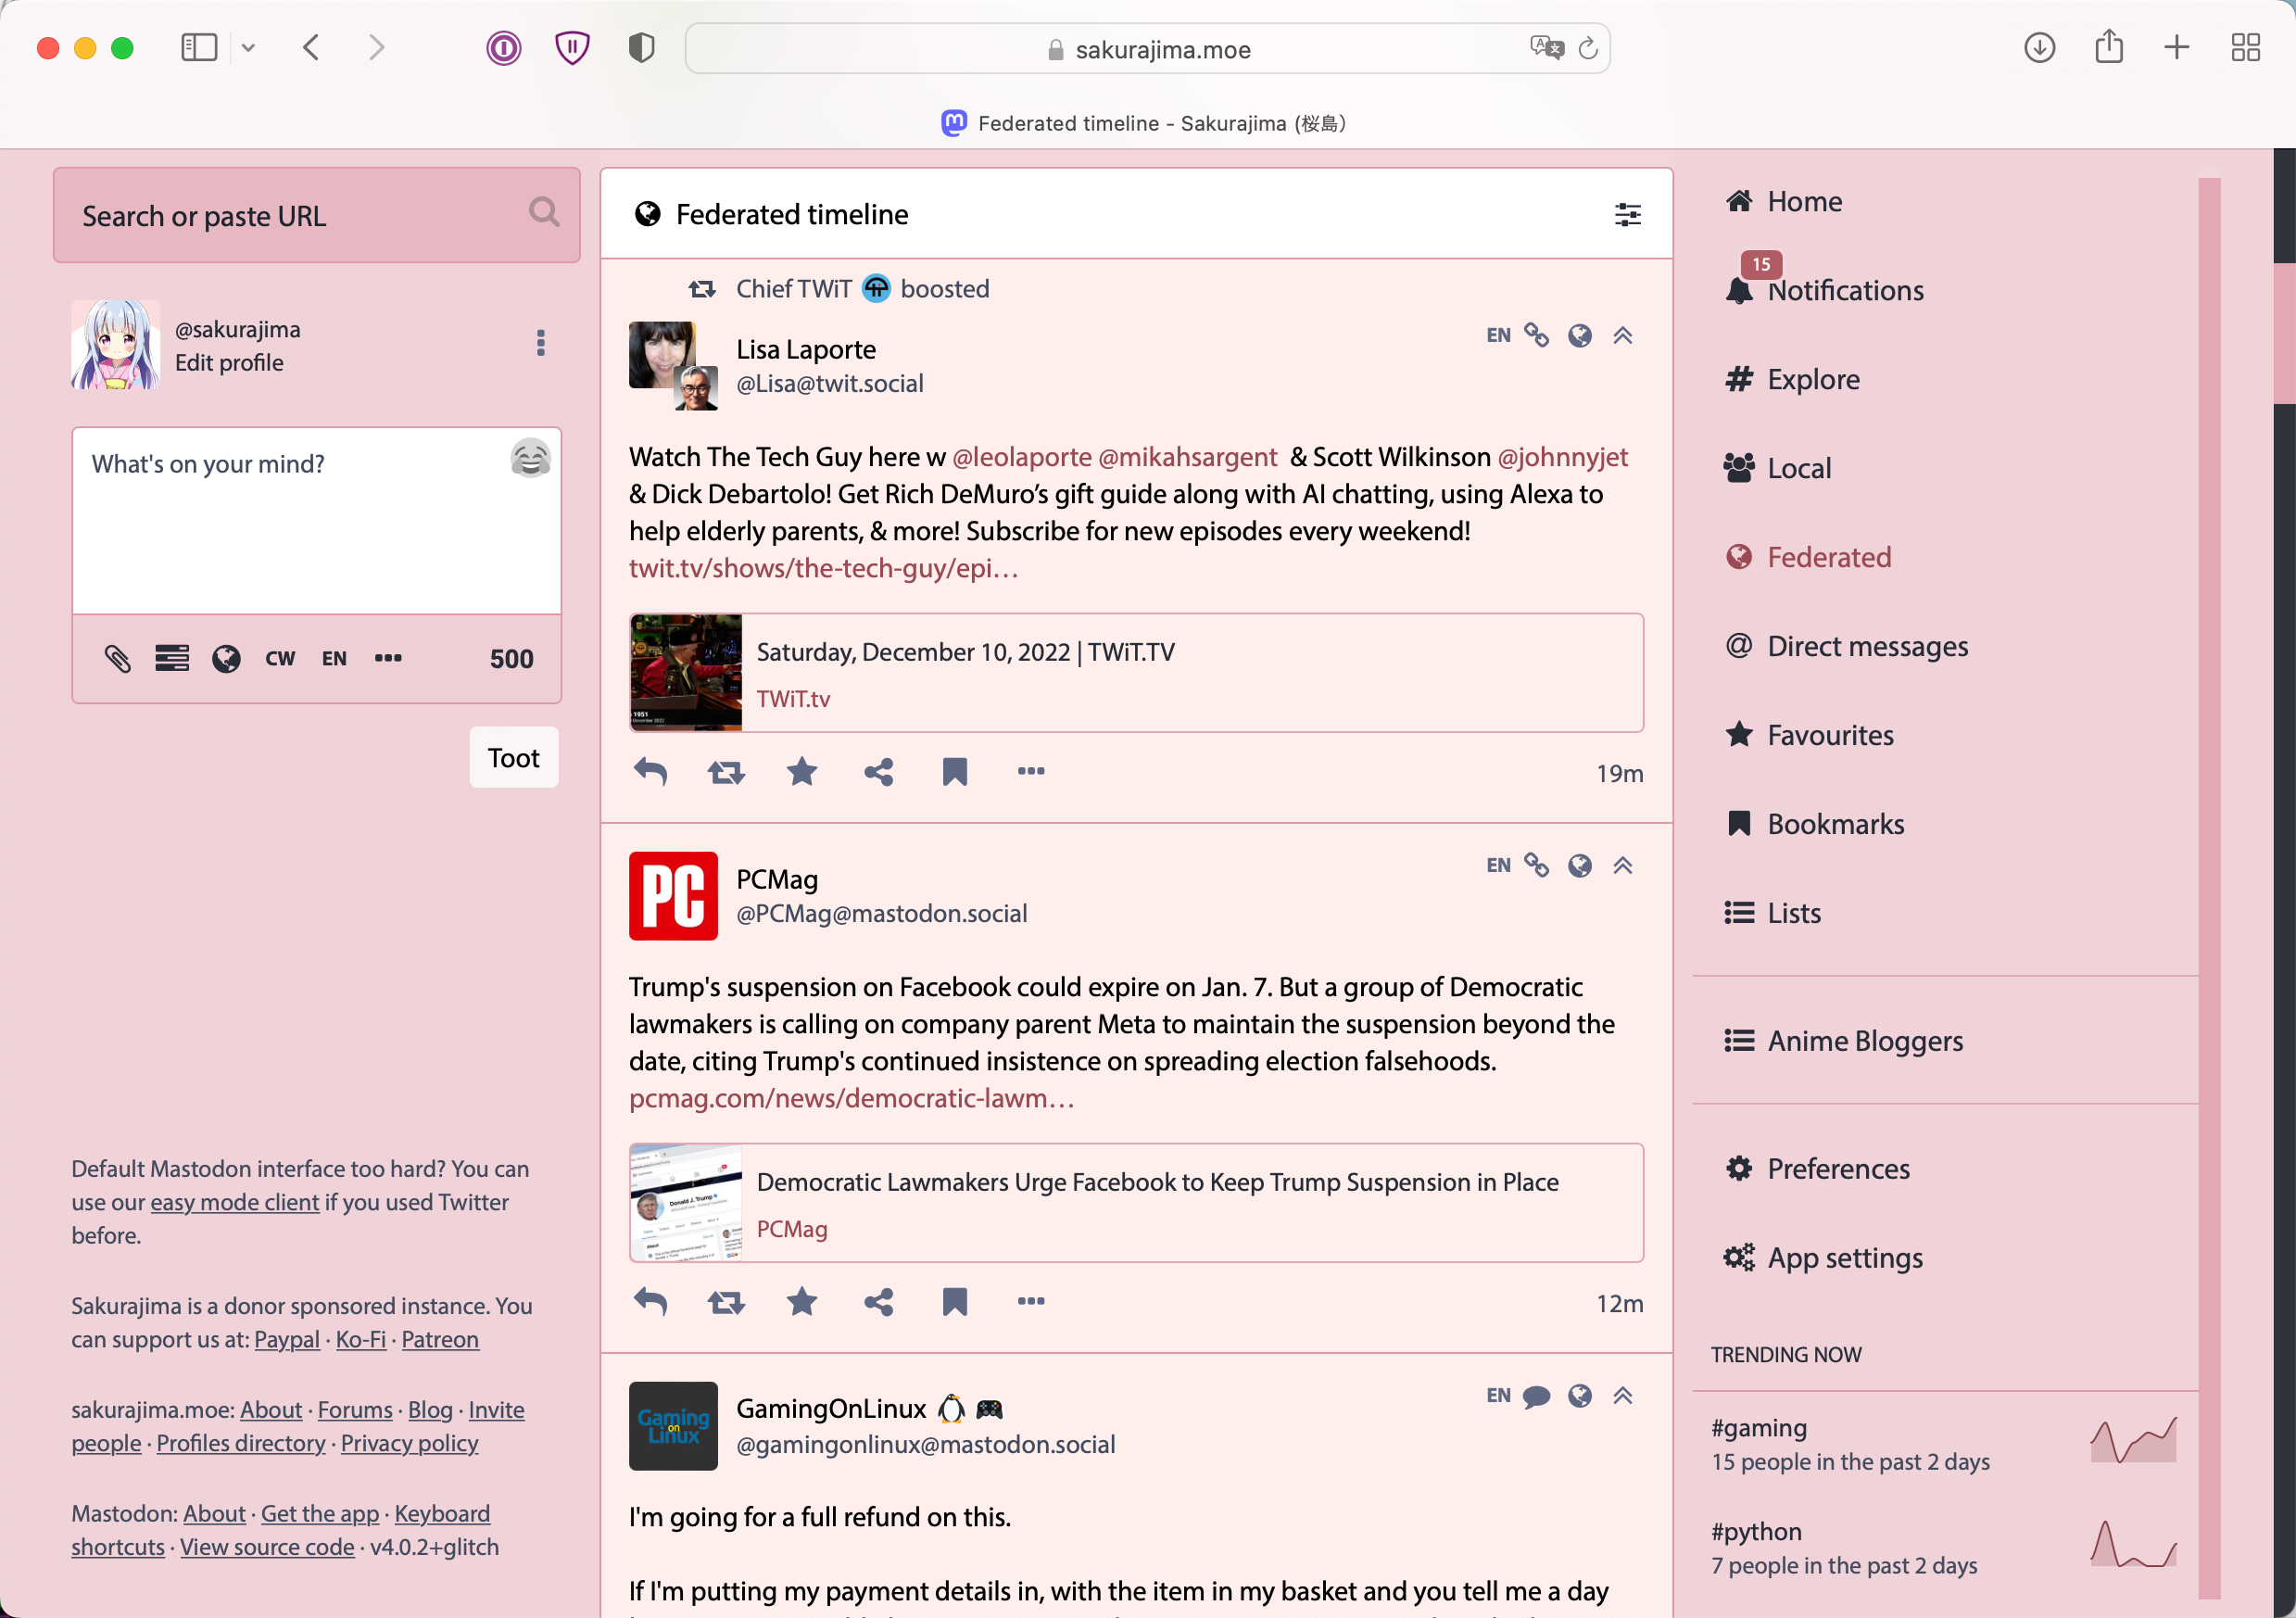 sakurajima.moe
Federated timeline - Sakurajima (桜島)
Search or paste URL
@sakurajima
Edit profile
What's on your mind?
CW EN 500
Toot
Default Mastodon interface too hard? You can
use our easy mode client if you used Twitter
before.
Sakurajima is a donor sponsored instance. You
can support us at: Paypal · Ko-Fi · Patreon
sakurajima.moe: About · Forums · Blog · Invite
people · Profiles directory · Privacy policy
Mastodon: About · Get the app · Keyboard
shortcuts · View source code · v4.0.2+glitch
Federated timeline
Chief TWiT boosted
Lisa Laporte
@Lisa@twit.social
EN
Watch The Tech Guy here w @leolaporte @mikahsargent & Scott Wilkinson @johnnyjet
& Dick Debartolo! Get Rich DeMuro’s gift guide along with AI chatting, using Alexa to
help elderly parents, & more! Subscribe for new episodes every weekend!
twit.tv/shows/the-tech-guy/epi…
1951
Saturday, December 10, 2022 | TWiT.TV
TWiT.tv
19m
PC
PCMag
@PCMag@mastodon.social
EN
Trump's suspension on Facebook could expire on Jan. 7. But a group of Democratic
lawmakers is calling on company parent Meta to maintain the suspension beyond the
date, citing Trump's continued insistence on spreading election falsehoods.
pcmag.com/news/democratic-lawm…
Donald J. Trump
Democratic Lawmakers Urge Facebook to Keep Trump Suspension in Place
PCMag
12m
Gaming
on
Linux
GamingOnLinux
@gamingonlinux@mastodon.social
EN
I'm going for a full refund on this.
If I'm putting my payment details in, with the item in my basket and you tell me a day
Home
15
Notifications
Explore
Local
Federated
Direct messages
Favourites
Bookmarks
Lists
Anime Bloggers
Preferences
App settings
TRENDING NOW
#gaming
15 people in the past 2 days
#python
7 people in the past 2 days